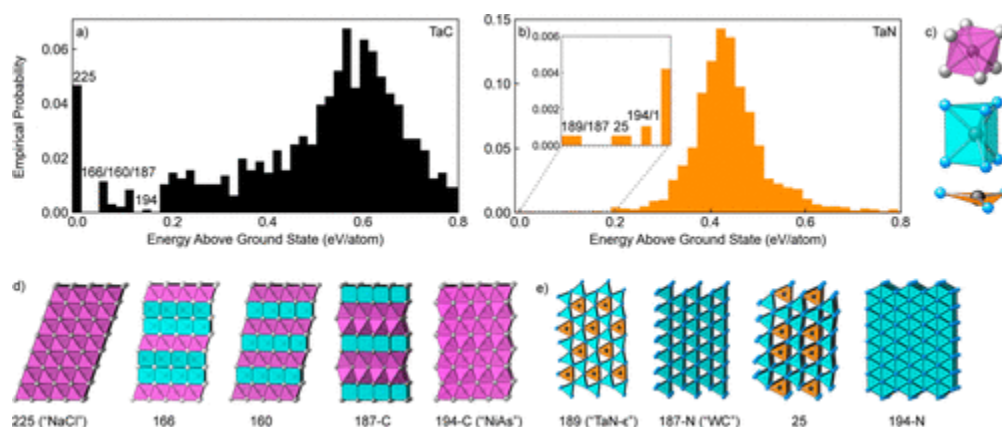 a)
TaC
Empirical Probability
0.06
0.04
0.02
0.00
225
166/160/187
194
0.0
0.2
0.4
0.6
0.8
Energy Above Ground State (eV/atom)
b)
TaN
0.15
0.10
0.05
0.00
0.006
0.004
0.002
0.000
189/187
25
194/1
0.0
0.2
0.4
0.6
0.8
Energy Above Ground State (eV/atom)
c)
d)
225 ("NaCl")
166
160
187-C
194-C ("NiAs")
e)
189 ("TaN-ε")
187-N ("WC")
25
194-N